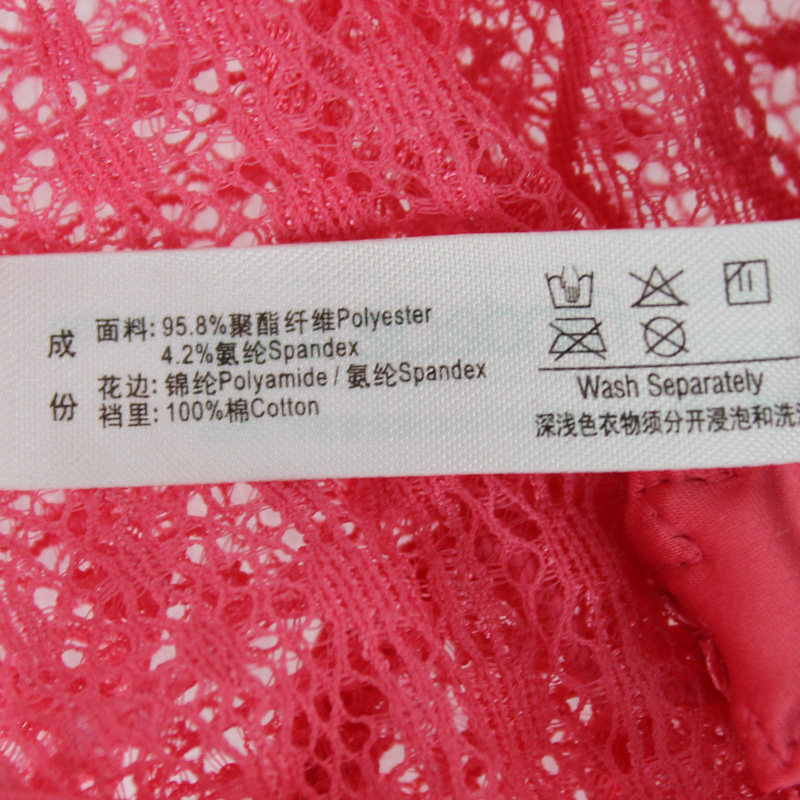 成份
面料: 95.8%聚酯纤维Polyester
4.2%氨纶Spandex
花边: 锦纶Polyamide / 氨纶Spandex
裆里: 100%棉Cotton
Wash Separately
深浅色衣物须分开浸泡和洗涤